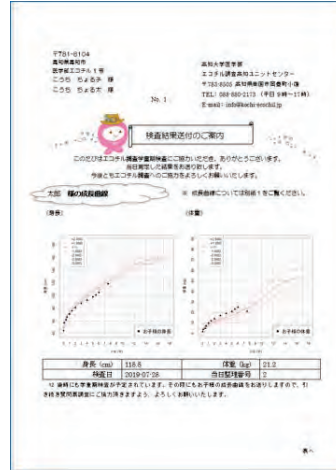 〒781-6104
高知県高知市
医学部エコチル1号
こうち ちょる子 様
こうち ちょる太 様
高知大学医学部
エコチル調査高知ユニットセンター
〒783-8505 高知県南国市岡豊町小蓮
TEL: 088-880-2173 (平日 9時～17時)
E-mail: info@kochi-ecochil.jp
No. 1
検査結果送付のご案内
このたびはエコチル調査学童期検査にご協力いただき、ありがとうございます。
当日測定した結果をお送り致します。
今後ともエコチル調査へのご協力をよろしくお願いいたします。
太郎 様の成長曲線
※ 成長曲線については別紙1をご覧ください。
(身長)
(体重)
● お子様の身長
● お子様の体重
身長 (cm) 118.8 体重 (kg) 21.2
検査日 2019-07-28 当日整理番号 2
12 歳時にも学童期検査が予定されています。その際にもお子様の成長曲線をお送りしますので、引
き続き質問票調査にご協力頂きますよう、よろしくお願いいたします。
裏へ